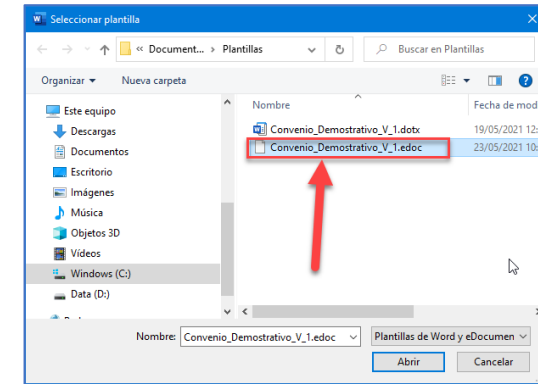 Seleccionar plantilla
« Document... > Plantillas
Buscar en Plantillas
Organizar
Nueva carpeta
Nombre
Fecha de mod
Este equipo
Descargas
Documentos
Escritorio
Imágenes
Música
Objetos 3D
Vídeos
Windows (C:)
Data (D:)
Convenio_Demostrativo_V_1.dotx
19/05/2021 12:
Convenio_Demostrativo_V_1.edoc
23/05/2021 10:
Nombre:
Convenio_Demostrativo_V_1.edoc
Plantillas de Word y eDocumen
Abrir
Cancelar